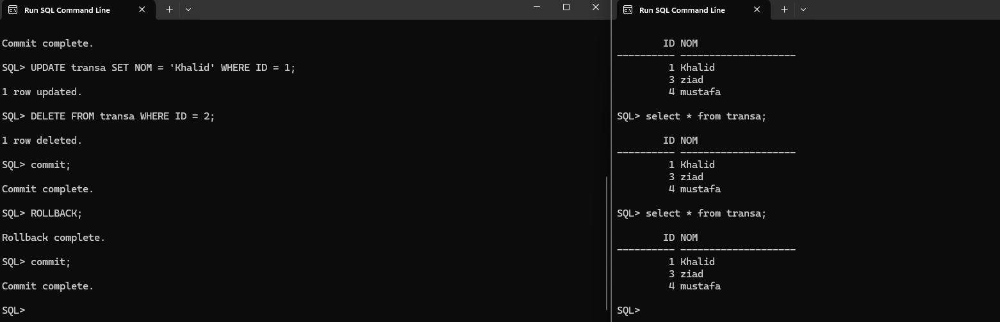 Run SQL Command Line
Commit complete.
SQL> UPDATE transa SET NOM = 'Khalid' WHERE ID = 1;
1 row updated.
SQL> DELETE FROM transa WHERE ID = 2;
1 row deleted.
SQL> commit;
Commit complete.
SQL> ROLLBACK;
Rollback complete.
SQL> commit;
Commit complete.
SQL>
Run SQL Command Line
ID NOM
---------- --------------------
1 Khalid
3 ziad
4 mustafa
SQL> select * from transa;
ID NOM
---------- --------------------
1 Khalid
3 ziad
4 mustafa
SQL> select * from transa;
ID NOM
---------- --------------------
1 Khalid
3 ziad
4 mustafa
SQL>